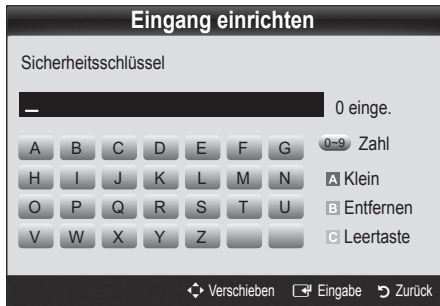 Eingang einrichten
Sicherheitsschlüssel
_ 0 einge.
A B C D E F G 0~9 Zahl
H I J K L M N A Klein
O P Q R S T U B Entfernen
V W X Y Z C Leertaste
Verschieben Eingabe Zurück